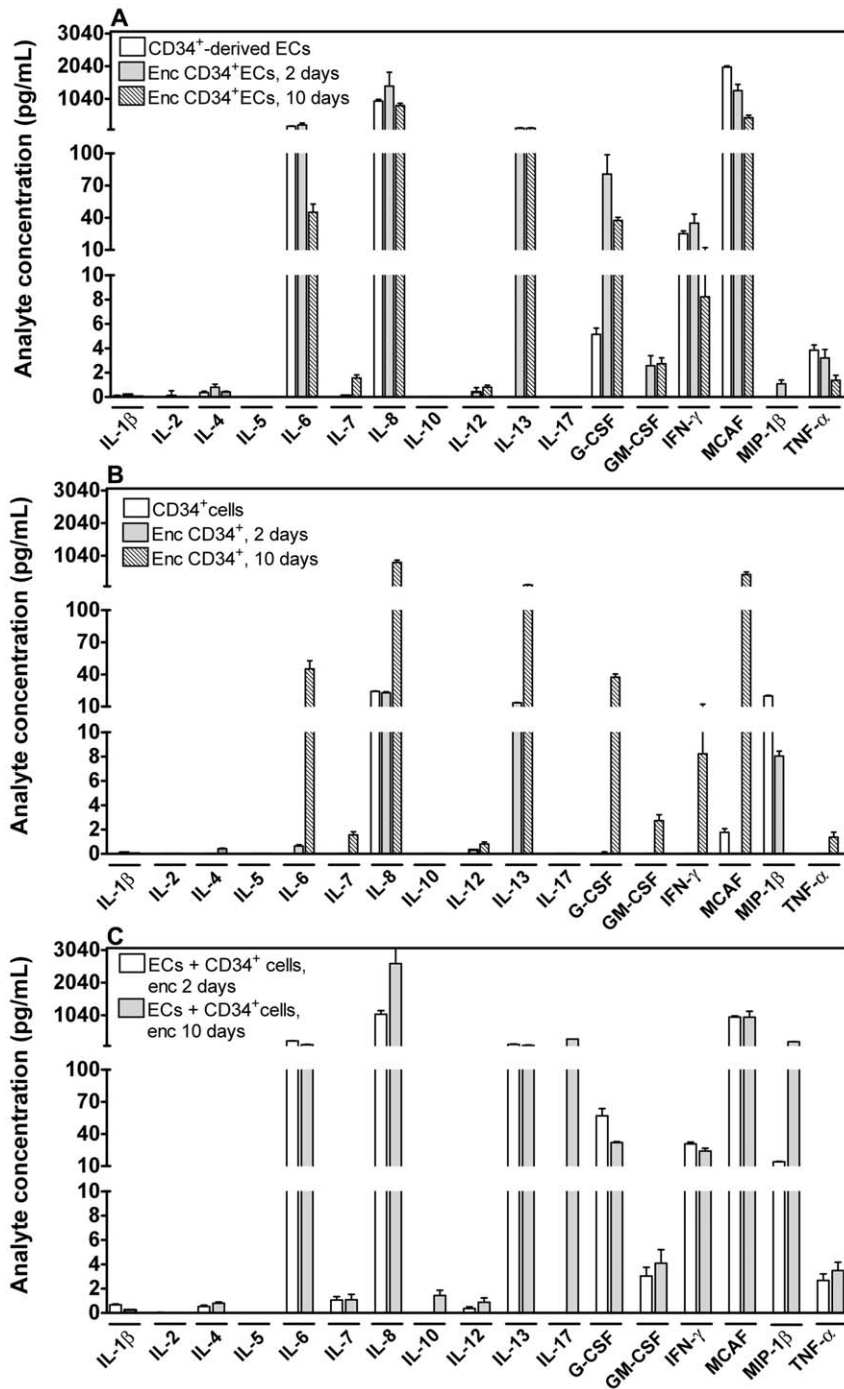 A
Analyte concentration (pg/mL)
3040
2040
1040
100
70
40
10
10
8
6
4
2
0
CD34⁺-derived ECs
Enc CD34⁺ECs, 2 days
Enc CD34⁺ECs, 10 days
IL-1β IL-2 IL-4 IL-5 IL-6 IL-7 IL-8 IL-10 IL-12 IL-13 IL-17 G-CSF GM-CSF IFN-γ MCAF MIP-1β TNF-α
B
Analyte concentration (pg/mL)
3040
2040
1040
100
70
40
10
10
8
6
4
2
0
CD34⁺cells
Enc CD34⁺, 2 days
Enc CD34⁺, 10 days
IL-1β IL-2 IL-4 IL-5 IL-6 IL-7 IL-8 IL-10 IL-12 IL-13 IL-17 G-CSF GM-CSF IFN-γ MCAF MIP-1β TNF-α
C
Analyte concentration (pg/mL)
3040
2040
1040
100
70
40
10
10
8
6
4
2
0
ECs + CD34⁺ cells,
enc 2 days
ECs + CD34⁺cells,
enc 10 days
IL-1β IL-2 IL-4 IL-5 IL-6 IL-7 IL-8 IL-10 IL-12 IL-13 IL-17 G-CSF GM-CSF IFN-γ MCAF MIP-1β TNF-α